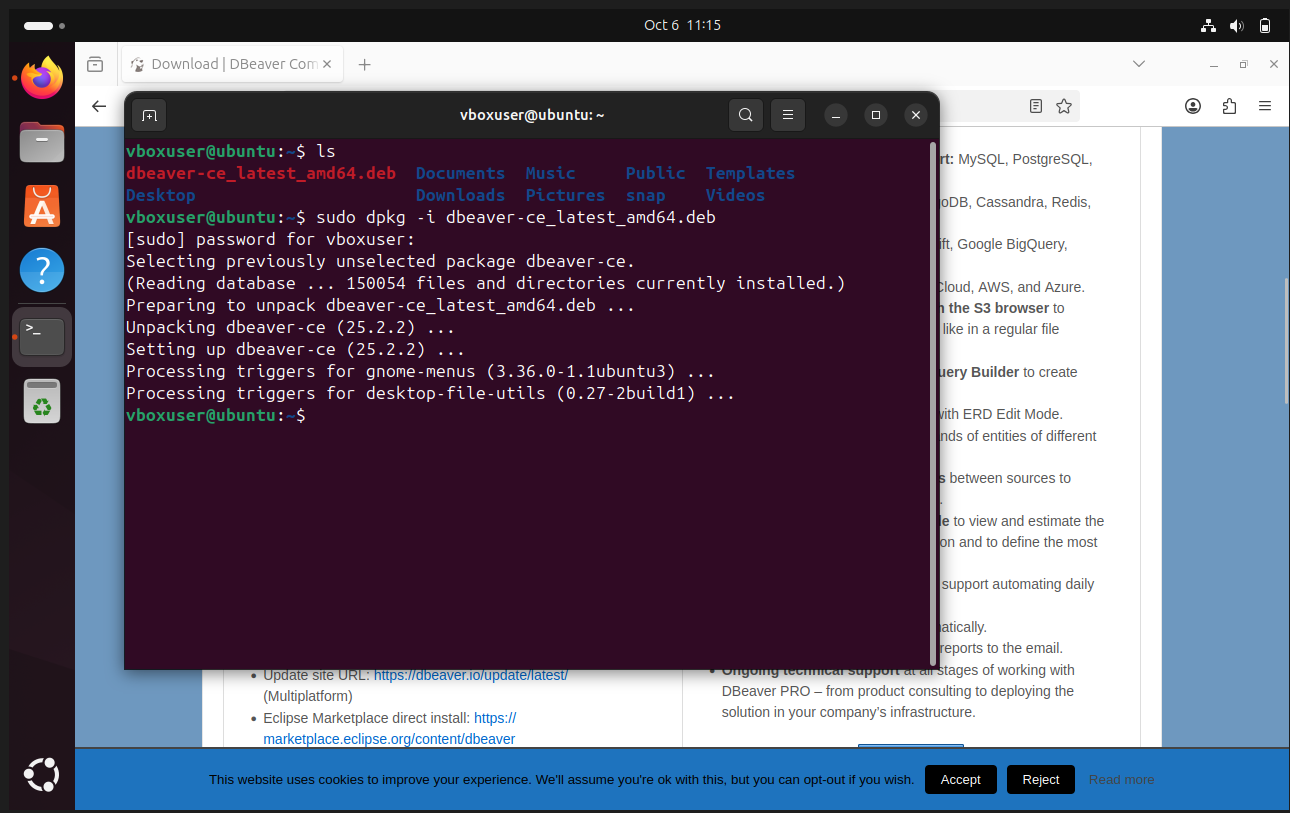 Oct 6 11:15
Download | DBeaver Com
vboxuser@ubuntu: ~
vboxuser@ubuntu:~$ ls
dbeaver-ce_latest_amd64.deb Documents Music Public Templates
Desktop Downloads Pictures snap Videos
vboxuser@ubuntu:~$ sudo dpkg -i dbeaver-ce_latest_amd64.deb
[sudo] password for vboxuser:
Selecting previously unselected package dbeaver-ce.
(Reading database ... 150054 files and directories currently installed.)
Preparing to unpack dbeaver-ce_latest_amd64.deb ...
Unpacking dbeaver-ce (25.2.2) ...
Setting up dbeaver-ce (25.2.2) ...
Processing triggers for gnome-menus (3.36.0-1.1ubuntu3) ...
Processing triggers for desktop-file-utils (0.27-2build1) ...
vboxuser@ubuntu:~$
>_
?
rt: MySQL, PostgreSQL,
oDB, Cassandra, Redis,
ift, Google BigQuery,
Cloud, AWS, and Azure.
n the S3 browser to
like in a regular file
uery Builder to create
with ERD Edit Mode.
nds of entities of different
s between sources to
le to view and estimate the
on and to define the most
support automating daily
natically.
reports to the email.
Update site URL: https://dbeaver.io/update/latest/
(Multiplatform)
Eclipse Marketplace direct install: https://
marketplace.eclipse.org/content/dbeaver
Ongoing technical support at all stages of working with
DBeaver PRO – from product consulting to deploying the
solution in your company’s infrastructure.
This website uses cookies to improve your experience. We'll assume you're ok with this, but you can opt-out if you wish. Accept Reject Read more